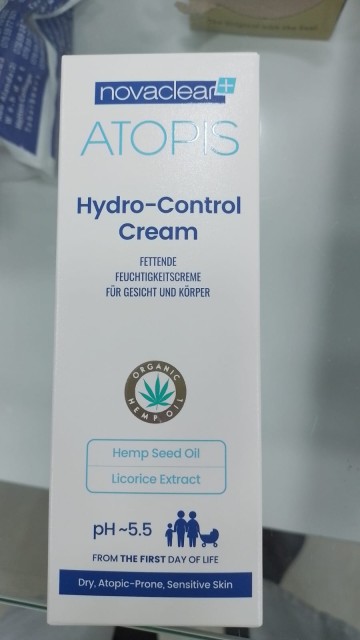 novaclear+
ATOPIS
Hydro-Control
Cream
FETTENDE
FEUCHTIGKEITSCREME
FÜR GESICHT UND KÖRPER
ORGANIC
HEMP OIL
Hemp Seed Oil
Licorice Extract
pH ~5.5
FROM THE FIRST DAY OF LIFE
Dry, Atopic-Prone, Sensitive Skin